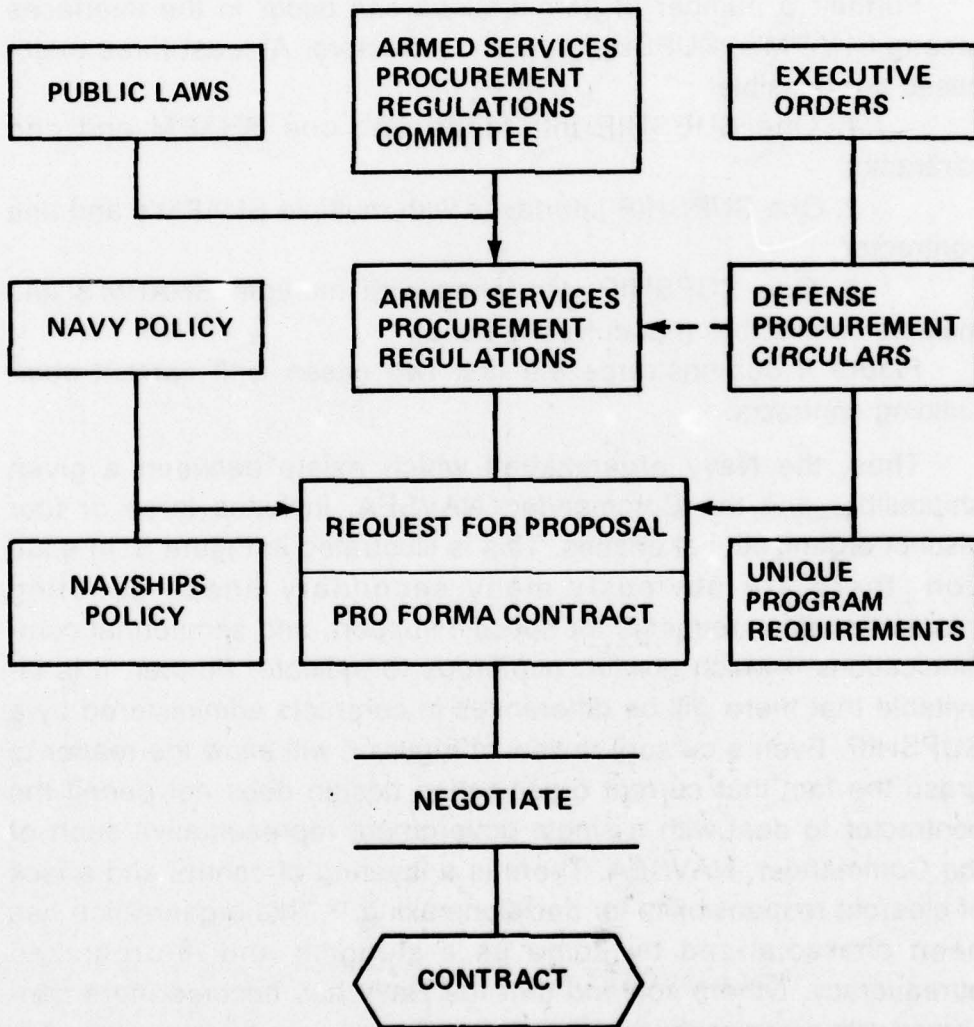 PUBLIC LAWS
ARMED SERVICES
PROCUREMENT
REGULATIONS
COMMITTEE
EXECUTIVE
ORDERS
NAVY POLICY
ARMED SERVICES
PROCUREMENT
REGULATIONS
DEFENSE
PROCUREMENT
CIRCULARS
NAVSHIPS
POLICY
REQUEST FOR PROPOSAL
PRO FORMA CONTRACT
UNIQUE
PROGRAM
REQUIREMENTS
NEGOTIATE
CONTRACT